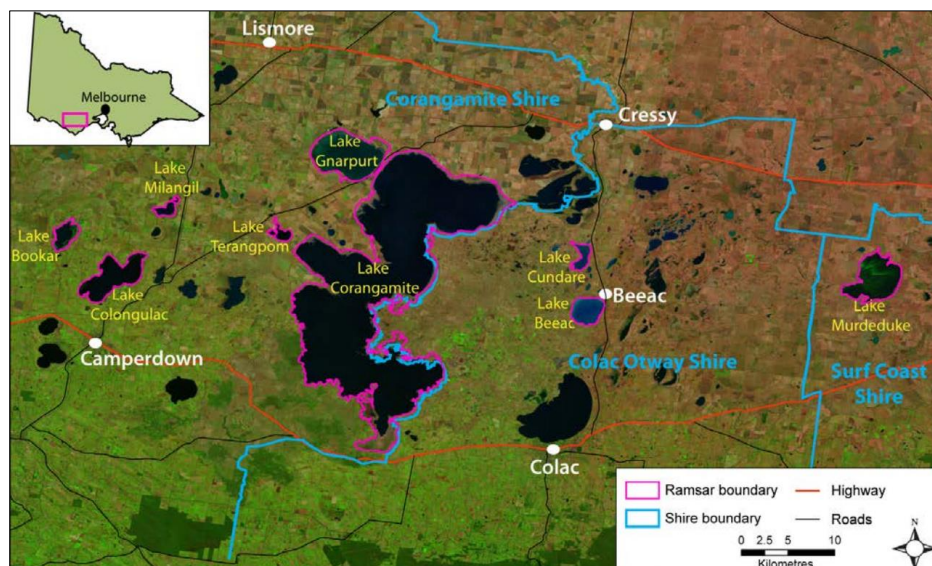 Melbourne
Lismore
Corangamite Shire
Cressy
Lake
Gnarpurt
Lake
Milangil
Lake
Terangpom
Lake
Bookar
Lake
Colongulac
Lake
Corangamite
Lake
Cundare
Lake
Beeac
Beeac
Lake
Murdeduke
Camperdown
Colac Otway Shire
Surf Coast
Shire
Colac
Ramsar boundary
Highway
Shire boundary
Roads
0 2.5 5 10
Kilometres
N